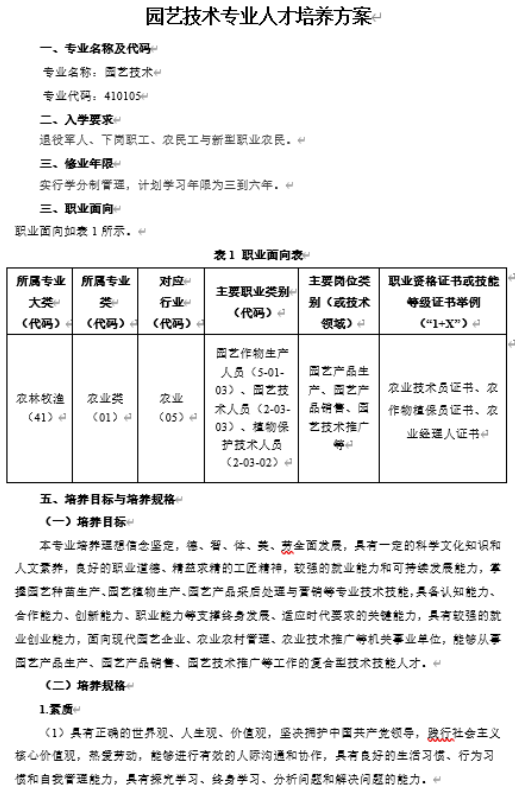 园艺技术专业人才培养方案
一、专业名称及代码
专业名称：园艺技术
专业代码：410105
二、入学要求
退役军人、下岗职工、农民工与新型职业农民。
三、修业年限
实行学分制管理，计划学习年限为三到六年。
三、职业面向
职业面向如表1所示。
表1 职业面向表
所属专业
大类
（代码）
所属专业
类
（代码）
对应
行业
（代码）
主要职业类别
（代码）
主要岗位类
别（或技术
领域）
职业资格证书或技能
等级证书举例
（“1+X”）
农林牧渔
（41）
农业类
（01）
农业
（05）
园艺作物生产
人员（5-01-
03）、园艺技
术人员（2-03-
03）、植物保
护技术人员
（2-03-02）
园艺产品生
产、园艺产
品销售、园
艺技术推广
等
农业技术员证书、农
作物植保员证书、农
业经理人证书
五、培养目标与培养规格
（一）培养目标
本专业培养理想信念坚定，德、智、体、美、劳全面发展，具有一定的科学文化知识和
人文素养，良好的职业道德、精益求精的工匠精神，较强的就业能力和可持续发展能力，掌
握园艺种苗生产、园艺植物生产、园艺产品采后处理与营销等专业技术技能，具备认知能力、
合作能力、创新能力、职业能力等支撑终身发展、适应时代要求的关键能力，具有较强的就
业创业能力，面向现代园艺企业、农业农村管理、农业技术推广等机关事业单位，能够从事
园艺产品生产、园艺产品销售、园艺技术推广等工作的复合型技术技能人才。
（二）培养规格
1.素质
（1）具有正确的世界观、人生观、价值观，坚决拥护中国共产党领导，践行社会主义
核心价值观，热爱劳动，能够进行有效的人际沟通和协作，具有良好的生活习惯、行为习
惯和自我管理能力，具有探究学习、终身学习、分析问题和解决问题的能力。